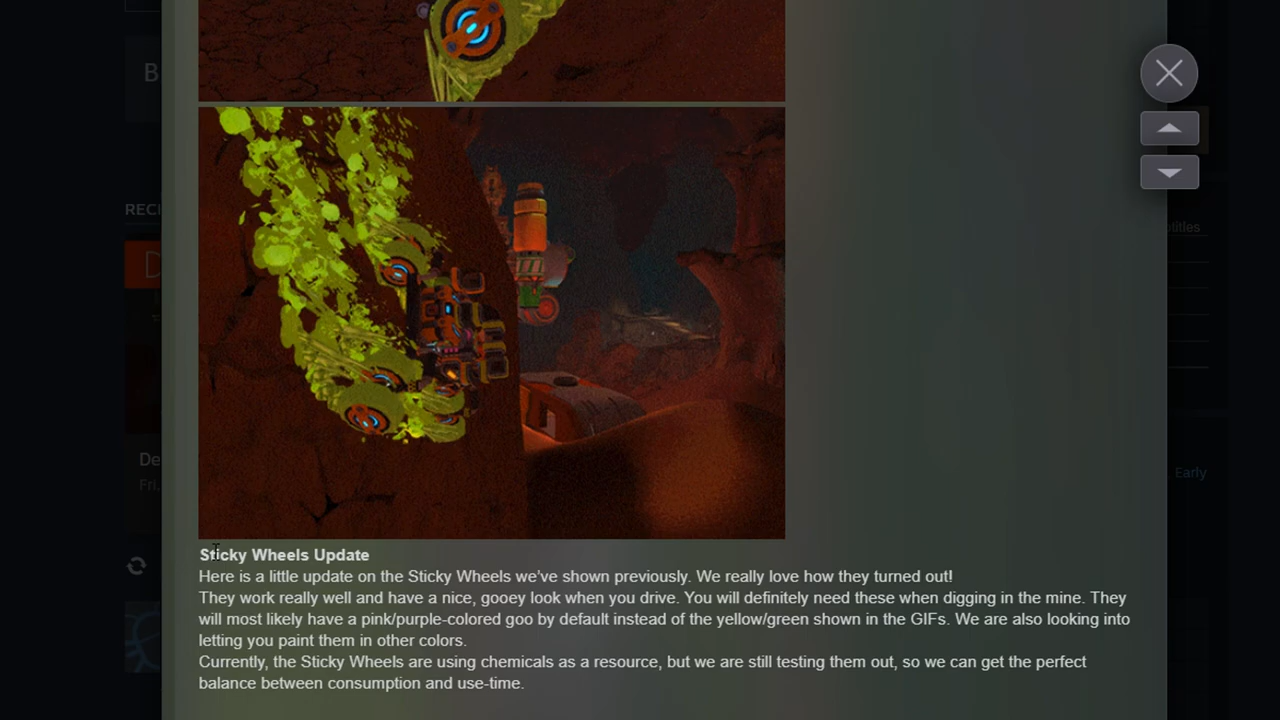 B
RECI
D
De
Fri,
otitles
Early
Sticky Wheels Update
Here is a little update on the Sticky Wheels we've shown previously. We really love how they turned out!
They work really well and have a nice, gooey look when you drive. You will definitely need these when digging in the mine. They
will most likely have a pink/purple-colored goo by default instead of the yellow/green shown in the GIFs. We are also looking into
letting you paint them in other colors.
Currently, the Sticky Wheels are using chemicals as a resource, but we are still testing them out, so we can get the perfect
balance between consumption and use-time.